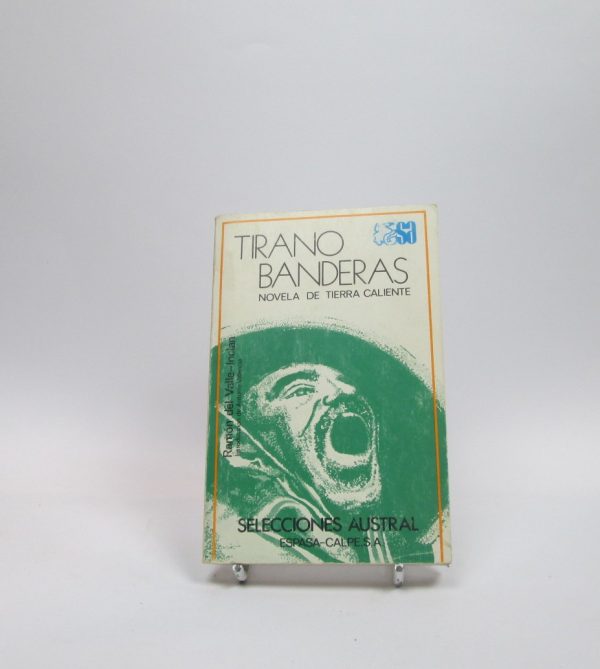 TIRANO
BANDERAS
NOVELA DE TIERRA CALIENTE
Ramón del Valle-Inclán
SELECCIONES AUSTRAL
ESPASA-CALPE, S.A.